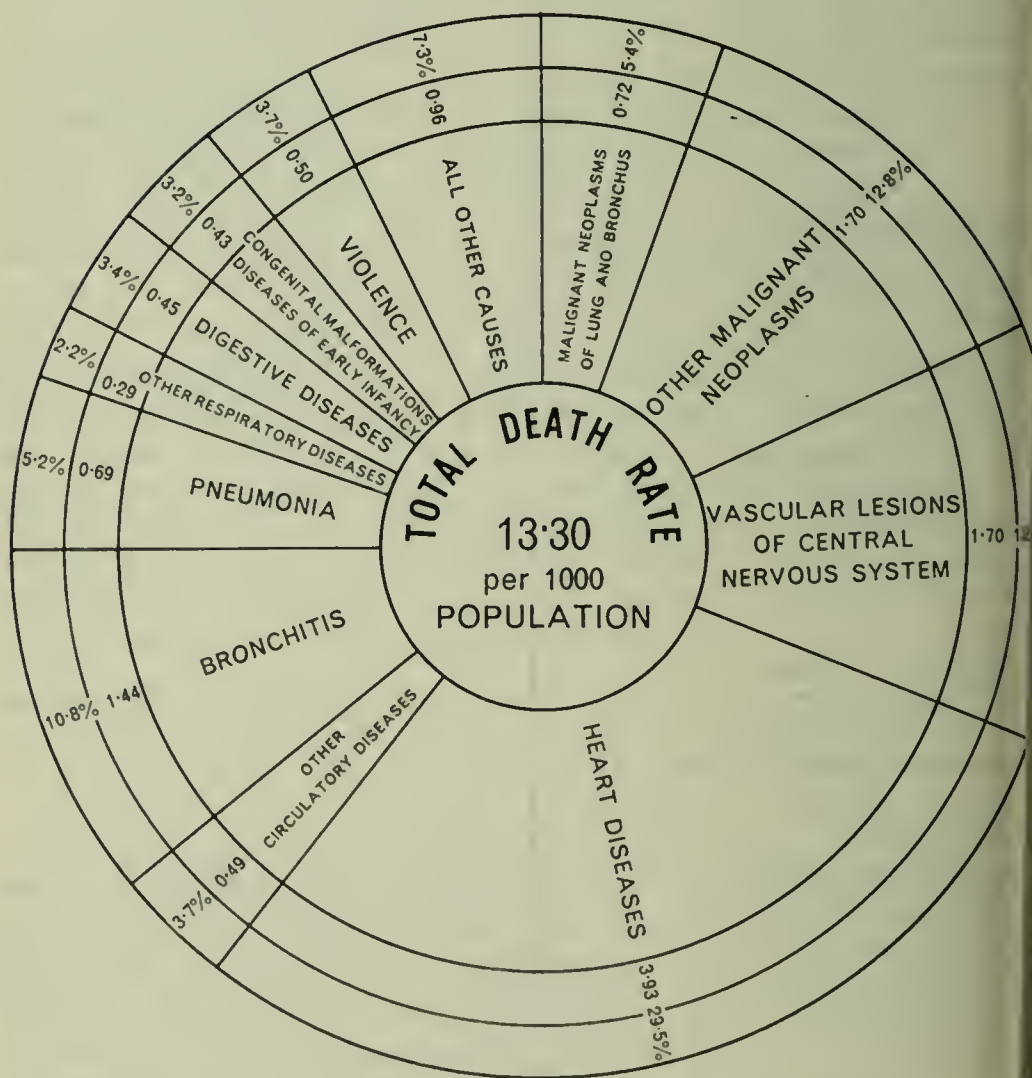 TOTAL DEATH RATE
13·30
per 1000
POPULATION
5·4%
0·72
MALIGNANT NEOPLASMS
OF LUNG AND BRONCHUS
12·8%
1·70
OTHER MALIGNANT
NEOPLASMS
VASCULAR LESIONS
OF CENTRAL
NERVOUS SYSTEM
1·70 12
HEART DISEASES
3·93 29·5%
OTHER
CIRCULATORY DISEASES
0·49
3·7%
BRONCHITIS
10·8% 1·44
PNEUMONIA
5·2% 0·69
OTHER RESPIRATORY DISEASES
2·2% 0·29
DIGESTIVE DISEASES
3·4% 0·45
CONGENITAL MALFORMATIONS
DISEASES OF EARLY INFANCY
3·2% 0·43
VIOLENCE
3·7% 0·50
ALL OTHER CAUSES
7·3% 0·96